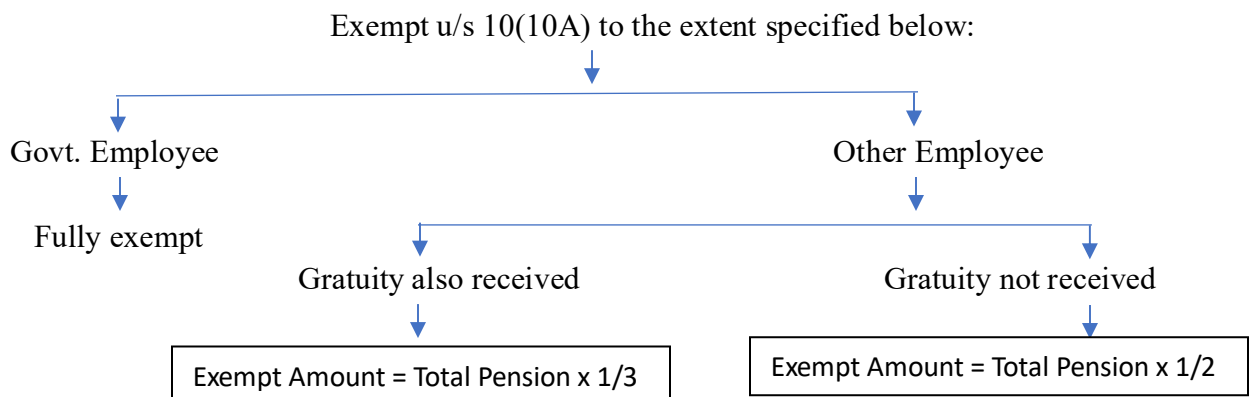 Exempt u/s 10(10A) to the extent specified below:
Govt. Employee
Other Employee
Fully exempt
Gratuity also received
Gratuity not received
Exempt Amount = Total Pension x 1/3
Exempt Amount = Total Pension x 1/2